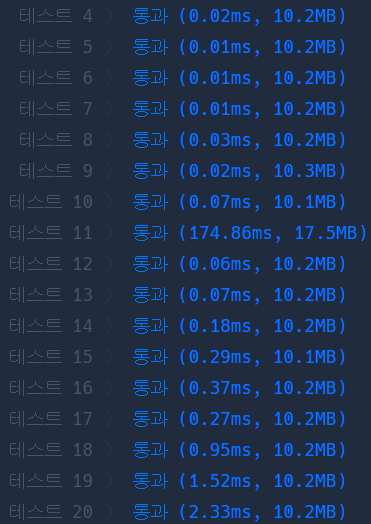 테스트 4 > 통과 (0.02ms, 10.2MB)
테스트 5 > 통과 (0.01ms, 10.2MB)
테스트 6 > 통과 (0.01ms, 10.2MB)
테스트 7 > 통과 (0.01ms, 10.2MB)
테스트 8 > 통과 (0.03ms, 10.2MB)
테스트 9 > 통과 (0.02ms, 10.3MB)
테스트 10 > 통과 (0.07ms, 10.1MB)
테스트 11 > 통과 (174.86ms, 17.5MB)
테스트 12 > 통과 (0.06ms, 10.2MB)
테스트 13 > 통과 (0.07ms, 10.2MB)
테스트 14 > 통과 (0.18ms, 10.2MB)
테스트 15 > 통과 (0.29ms, 10.1MB)
테스트 16 > 통과 (0.37ms, 10.2MB)
테스트 17 > 통과 (0.27ms, 10.2MB)
테스트 18 > 통과 (0.95ms, 10.2MB)
테스트 19 > 통과 (1.52ms, 10.2MB)
테스트 20 > 통과 (2.33ms, 10.2MB)